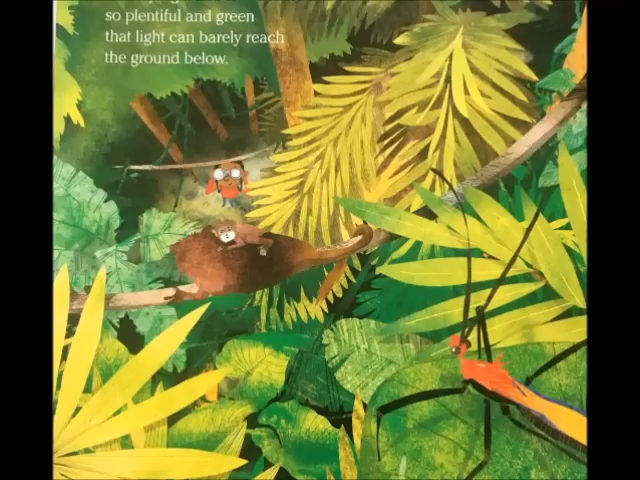 so plentiful and green
that light can barely reach
the ground below.